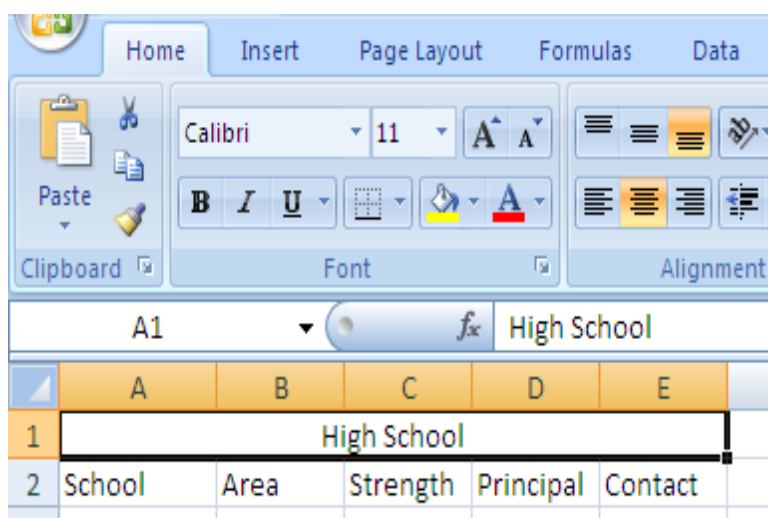 Home Insert Page Layout Formulas Data
Calibri 11 A A
Paste B I U A
Clipboard Font Alignment
A1 fx High School
A B C D E
1 High School
2 School Area Strength Principal Contact